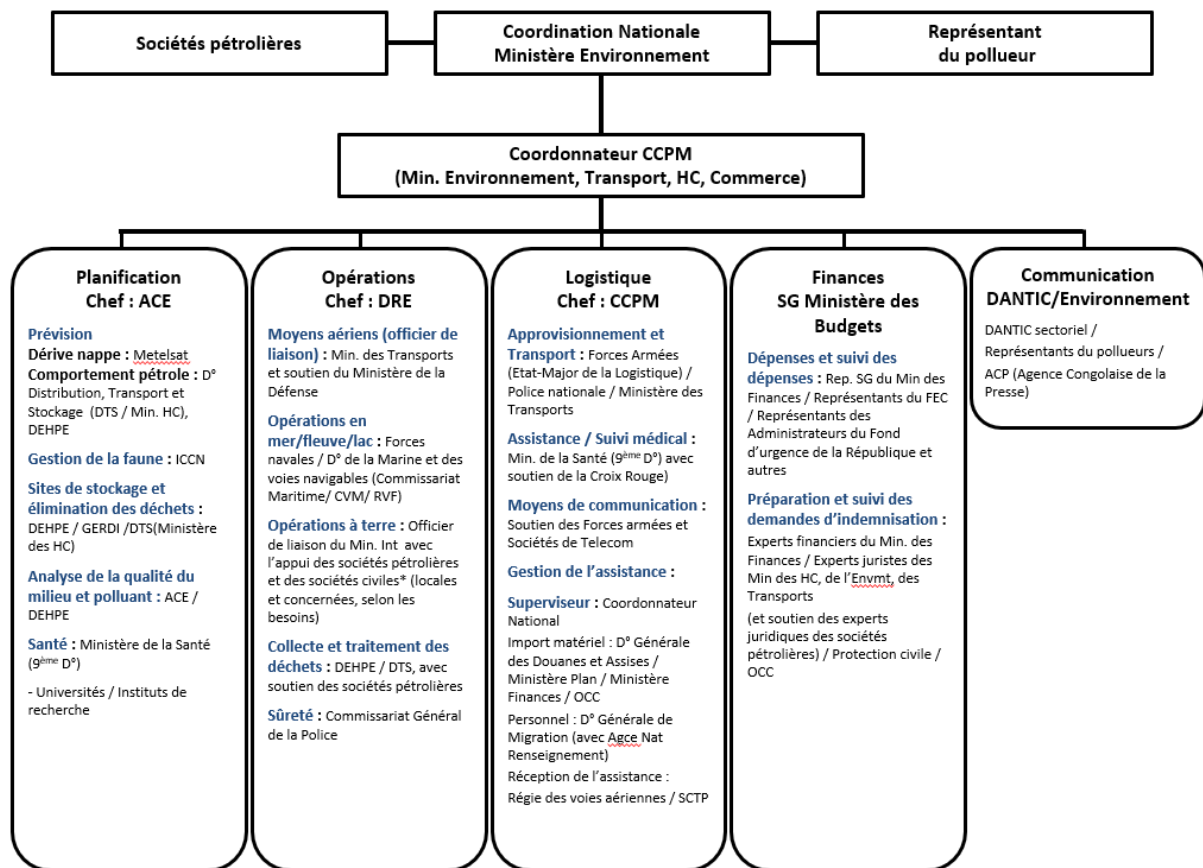 Sociétés pétrolières
Coordination Nationale
Ministère Environnement
Représentant
du pollueur
Coordonnateur CCPM
(Min. Environnement, Transport, HC, Commerce)
Planification
Chef : ACE
Prévision
Dérive nappe : Metelsat
Comportement pétrole : D°
Distribution, Transport et
Stockage (DTS / Min. HC),
DEHPE
Gestion de la faune : ICCN
Sites de stockage et
élimination des déchets :
DEHPE / GERDI /DTS(Ministère
des HC)
Analyse de la qualité du
milieu et polluant : ACE /
DEHPE
Santé : Ministère de la Santé
(9ème D°)
- Universités / Instituts de
recherche
Opérations
Chef : DRE
Moyens aériens (officier de
liaison) : Min. des Transports
et soutien du Ministère de la
Défense
Opérations en
mer/fleuve/lac : Forces
navales / D° de la Marine et des
voies navigables (Commissariat
Maritime/ CVM/ RVF)
Opérations à terre : Officier
de liaison du Min. Int avec
l’appui des sociétés pétrolières
et des sociétés civiles* (locales
et concernées, selon les
besoins)
Collecte et traitement des
déchets : DEHPE / DTS, avec
soutien des sociétés pétrolières
Sûreté : Commissariat Général
de la Police
Logistique
Chef : CCPM
Approvisionnement et
Transport : Forces Armées
(Etat-Major de la Logistique) /
Police nationale / Ministère des
Transports
Assistance / Suivi médical :
Min. de la Santé (9ème D°) avec
soutien de la Croix Rouge)
Moyens de communication :
Soutien des Forces armées et
Sociétés de Telecom
Gestion de l’assistance :
Superviseur : Coordonnateur
National
Import matériel : D° Générale
des Douanes et Assises /
Ministère Plan / Ministère
Finances / OCC
Personnel : D° Générale de
Migration (avec Agce Nat
Renseignement)
Réception de l’assistance :
Régie des voies aériennes / SCTP
Finances
SG Ministère des
Budgets
Dépenses et suivi des
dépenses : Rep. SG du Min des
Finances / Représentants du FEC
/ Représentants des
Administrateurs du Fond
d’urgence de la République et
autres
Préparation et suivi des
demandes d’indemnisation :
Experts financiers du Min. des
Finances / Experts juristes des
Min des HC, de l’Envmt, des
Transports
(et soutien des experts
juridiques des sociétés
pétrolières) / Protection civile /
OCC
Communication
DANTIC/Environnement
DANTIC sectoriel /
Représentants du pollueurs /
ACP (Agence Congolaise de la
Presse)